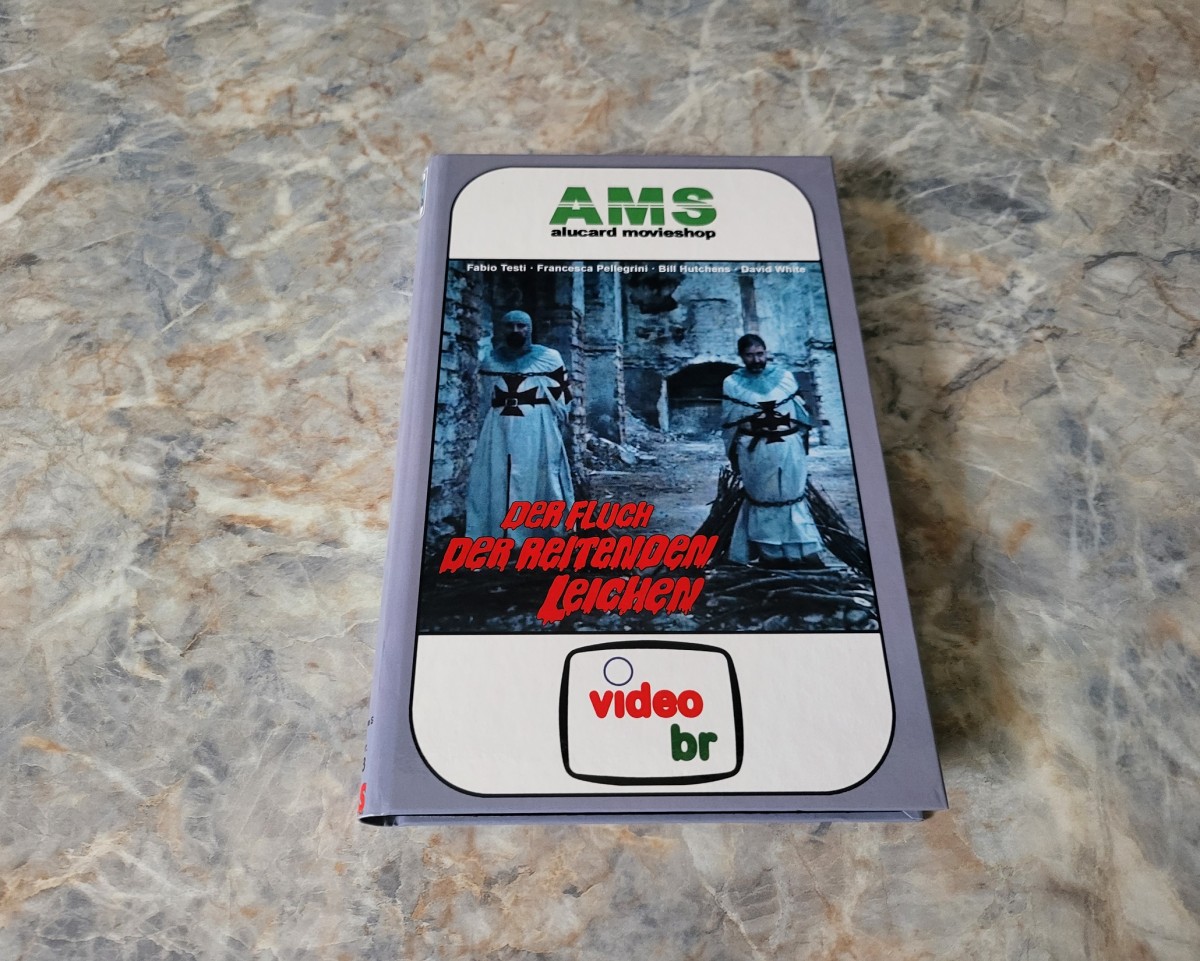 AMS
alucard movieshop
Fabio Testi · Francesca Pellegrini · Bill Hutchens · David White
DER FLUCH
DER REITENDEN
LEICHEN
video
br